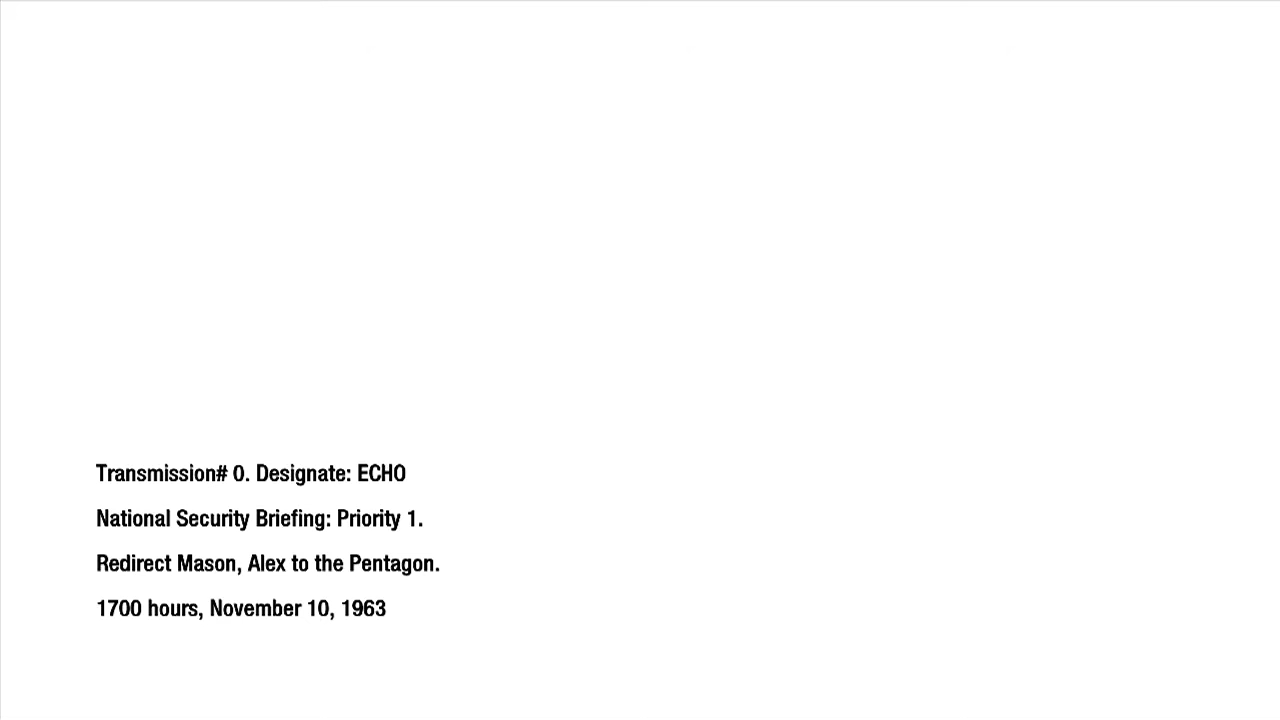 Transmission# 0. Designate: ECHO
National Security Briefing: Priority 1.
Redirect Mason, Alex to the Pentagon.
1700 hours, November 10, 1963